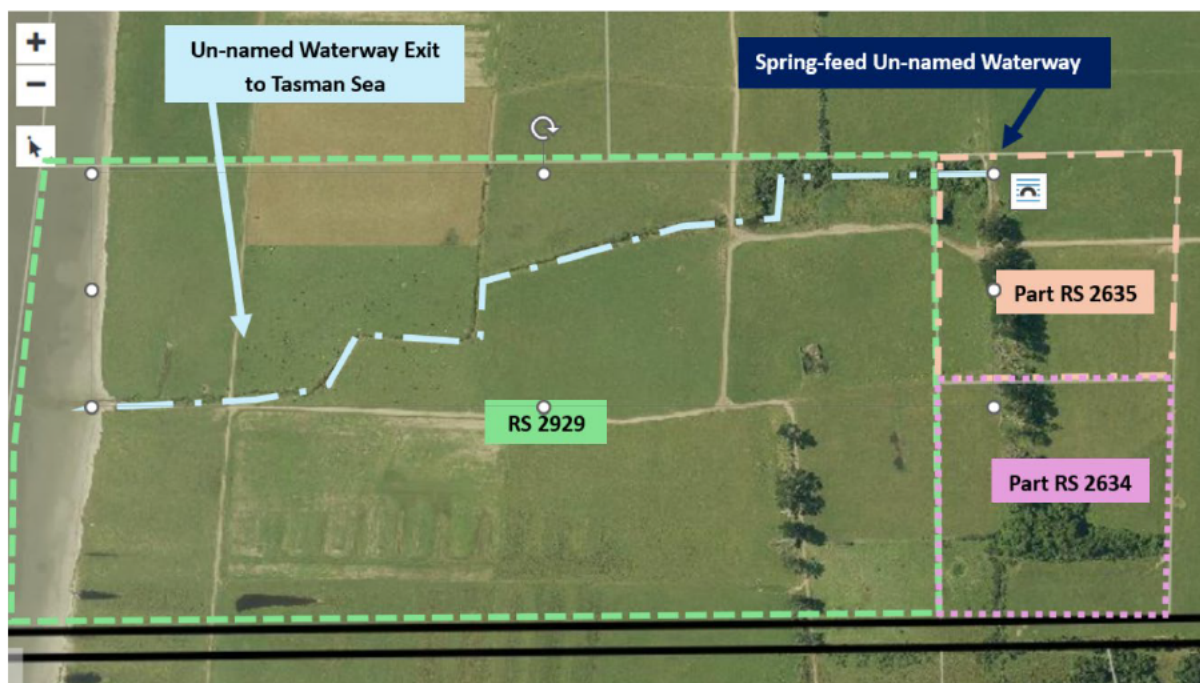 +
−
Un-named Waterway Exit
to Tasman Sea
Spring-feed Un-named Waterway
Part RS 2635
RS 2929
Part RS 2634